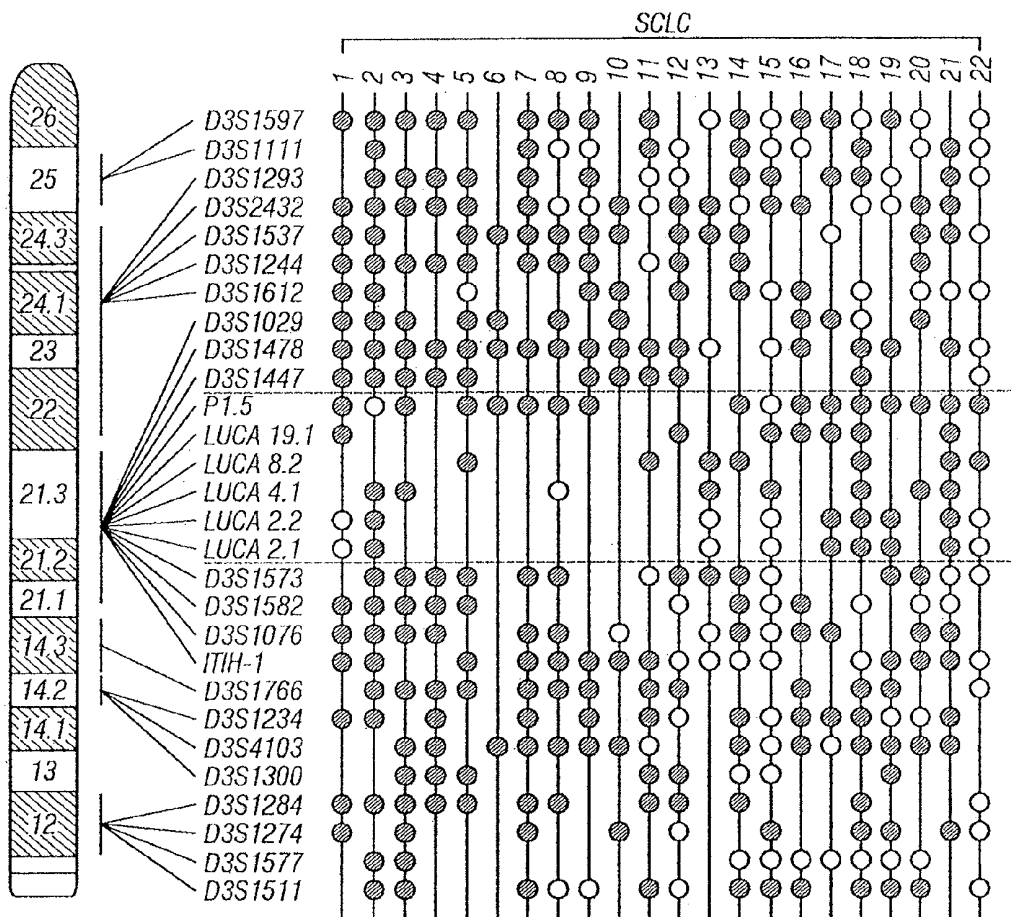 SCLC
1 2 3 4 5 6 7 8 9 10 11 12 13 14 15 16 17 18 19 20 21 22
26
25
24.3
24.1
23
22
21.3
21.2
21.1
14.3
14.2
14.1
13
12
D3S1597
D3S1111
D3S1293
D3S2432
D3S1537
D3S1244
D3S1612
D3S1029
D3S1478
D3S1447
P1.5
LUCA 19.1
LUCA 8.2
LUCA 4.1
LUCA 2.2
LUCA 2.1
D3S1573
D3S1582
D3S1076
ITIH-1
D3S1766
D3S1234
D3S4103
D3S1300
D3S1284
D3S1274
D3S1577
D3S1511